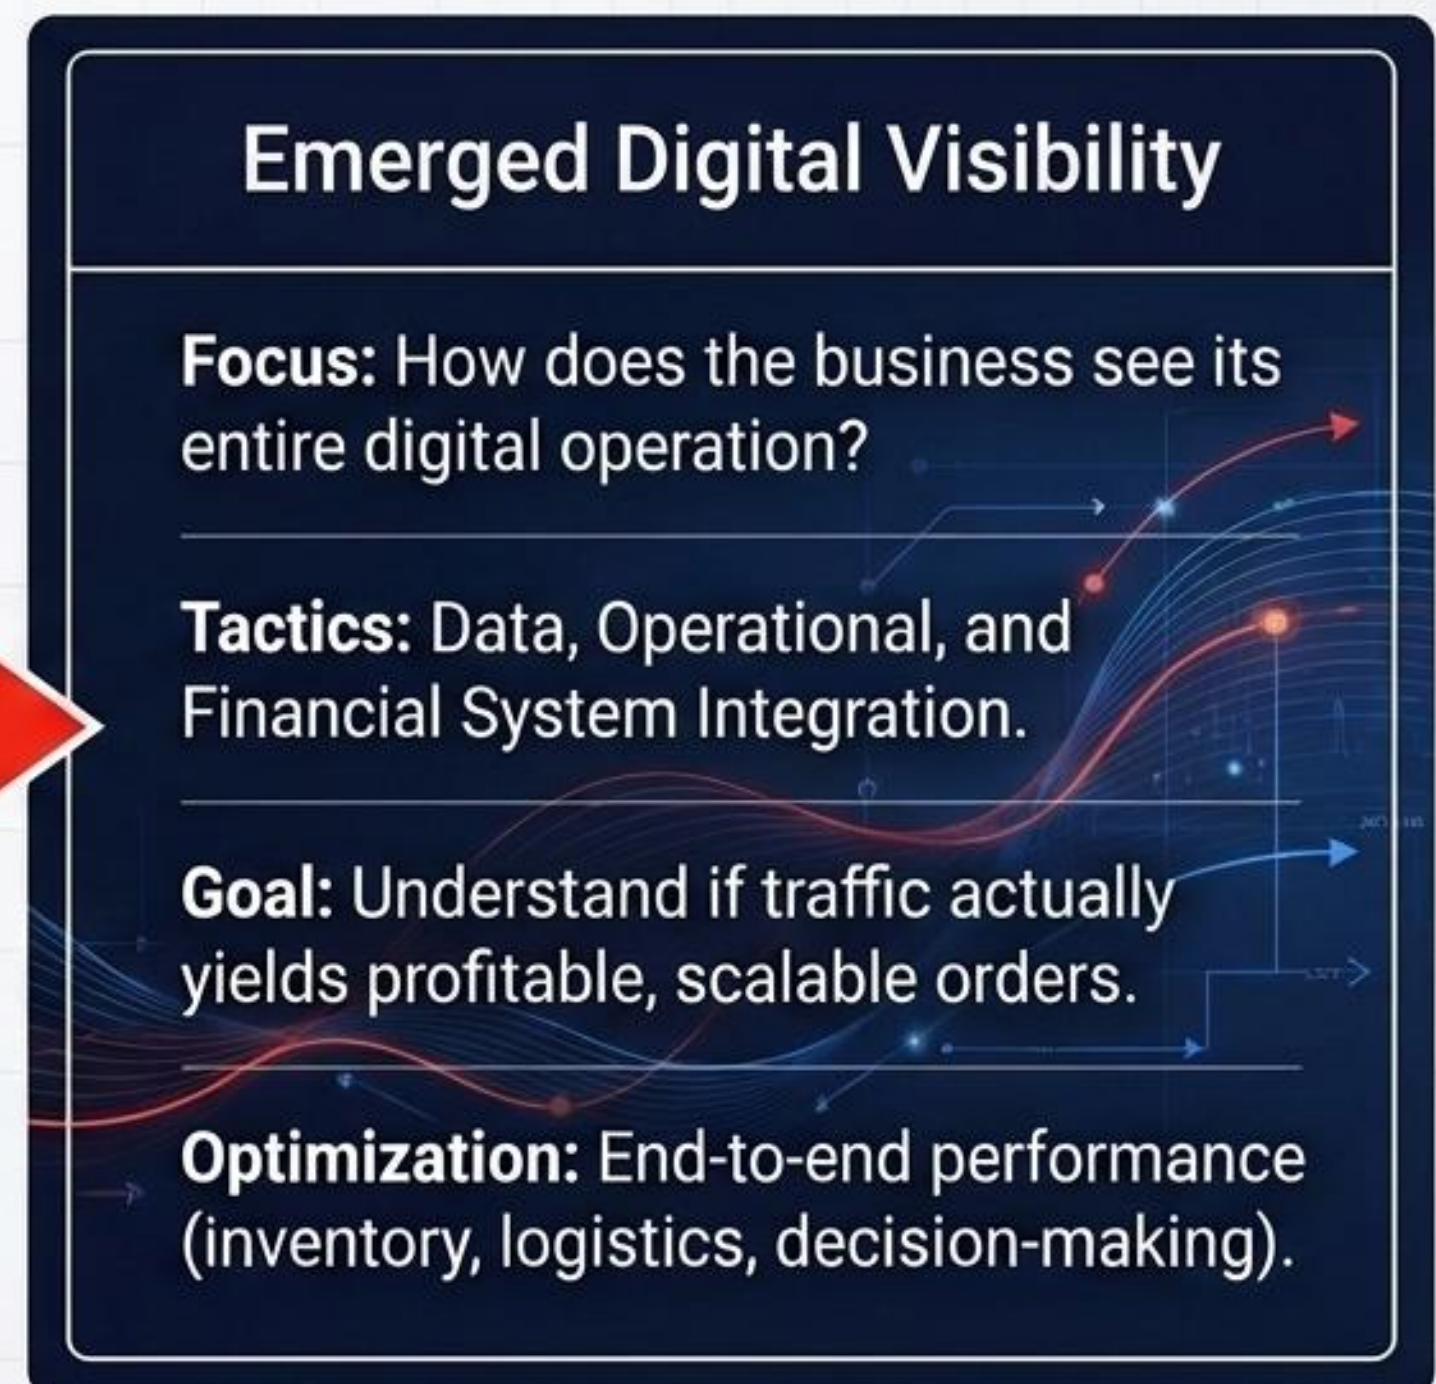 Emerged Digital Visibility
Focus: How does the business see its
entire digital operation?
Tactics: Data, Operational, and
Financial System Integration.
Goal: Understand if traffic actually
yields profitable, scalable orders.
Optimization: End-to-end performance
(inventory, logistics, decision-making).